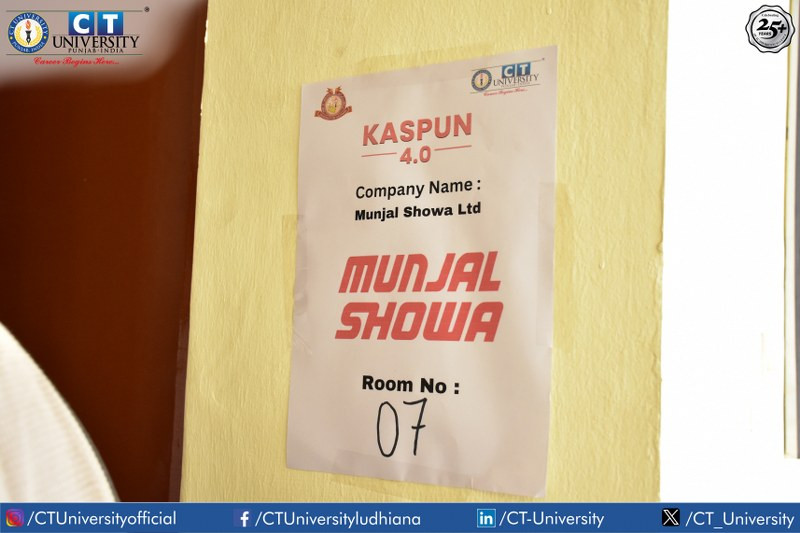 CT
UNIVERSITY
PUNJAB-INDIA
Career Begins Here...
25+
YEARS
CT
UNIVERSITY
KASPUN
4.0
Company Name :
Munjal Showa Ltd
MUNJAL
SHOWA
Room No :
07
/CTUniversityofficial
/CTUniversityludhiana
/CT-University
/CT_University